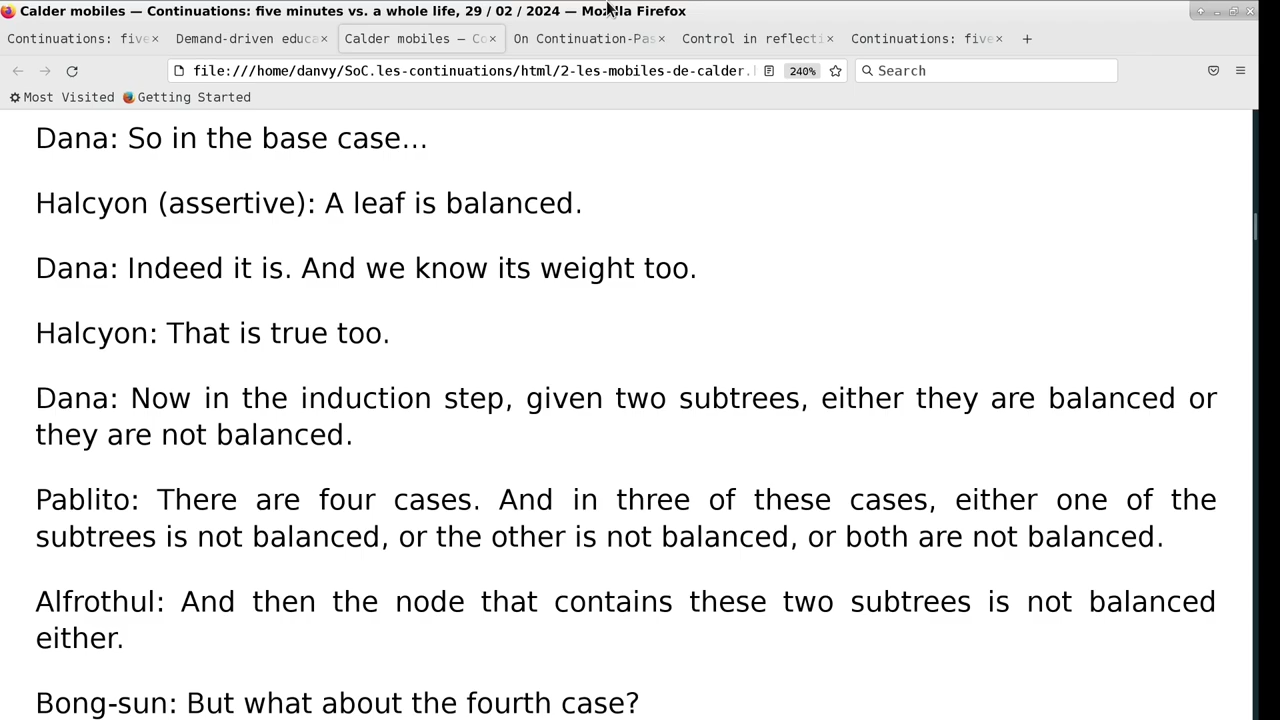 Calder mobiles — Continuations: five minutes vs. a whole life, 29 / 02 / 2024 — Mozilla Firefox
Continuations: five
Demand-driven educa
Calder mobiles — Co
On Continuation-Pas
Control in reflecti
Continuations: five
file:///home/danvy/SoC.les-continuations/html/2-les-mobiles-de-calder.
240%
Search
Most Visited
Getting Started
Dana: So in the base case...
Halcyon (assertive): A leaf is balanced.
Dana: Indeed it is. And we know its weight too.
Halcyon: That is true too.
Dana: Now in the induction step, given two subtrees, either they are balanced or
they are not balanced.
Pablito: There are four cases. And in three of these cases, either one of the
subtrees is not balanced, or the other is not balanced, or both are not balanced.
Alfrothul: And then the node that contains these two subtrees is not balanced
either.
Bong-sun: But what about the fourth case?